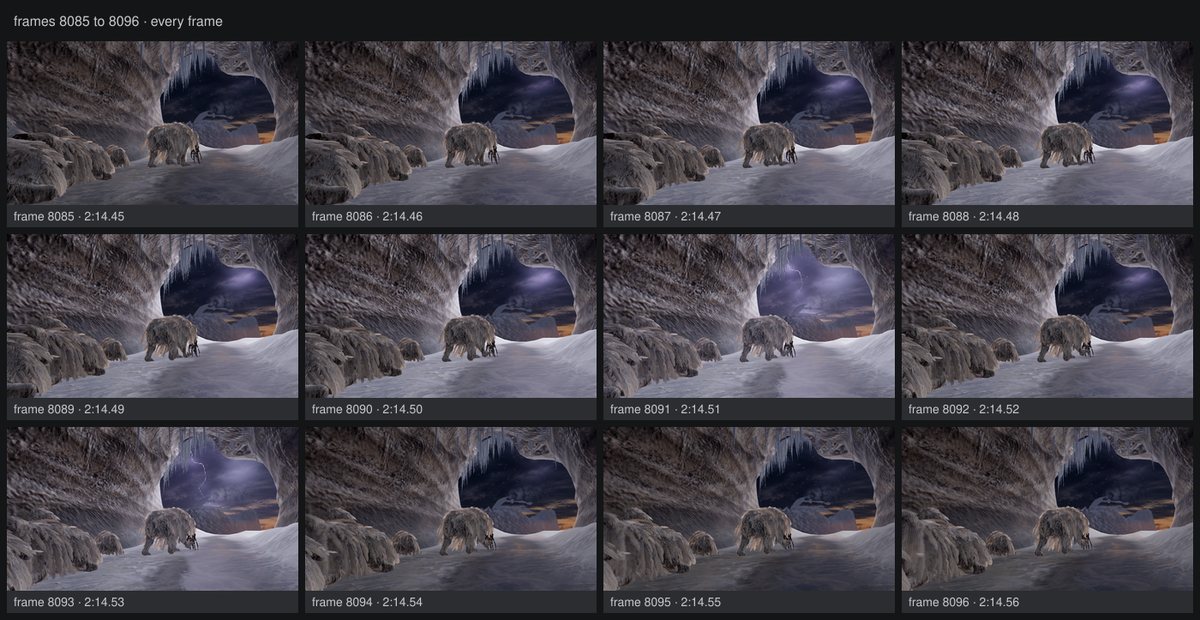 frames 8085 to 8096 · every frame
frame 8085 · 2:14.45
frame 8086 · 2:14.46
frame 8087 · 2:14.47
frame 8088 · 2:14.48
frame 8089 · 2:14.49
frame 8090 · 2:14.50
frame 8091 · 2:14.51
frame 8092 · 2:14.52
frame 8093 · 2:14.53
frame 8094 · 2:14.54
frame 8095 · 2:14.55
frame 8096 · 2:14.56